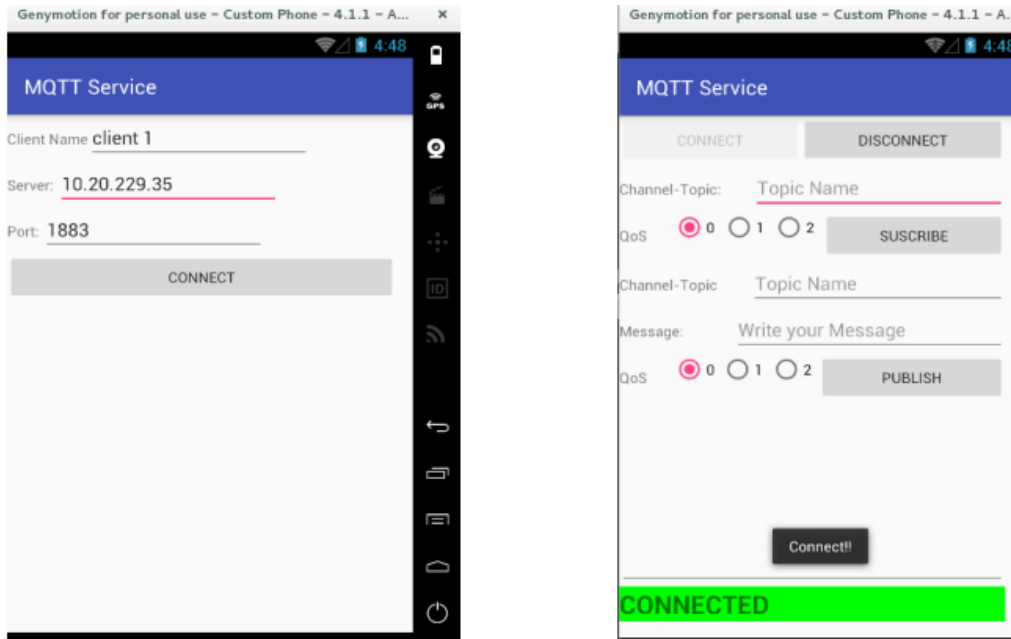 Genymotion for personal use – Custom Phone – 4.1.1 – A...
4:48
GPS
MQTT Service
Client Name client 1
Server: 10.20.229.35
Port: 1883
CONNECT
ID
Genymotion for personal use – Custom Phone – 4.1.1 – A..
4:48
MQTT Service
CONNECT DISCONNECT
Channel-Topic: Topic Name
QoS 0 1 2 SUSCRIBE
Channel-Topic Topic Name
Message: Write your Message
QoS 0 1 2 PUBLISH
Connect!!
CONNECTED